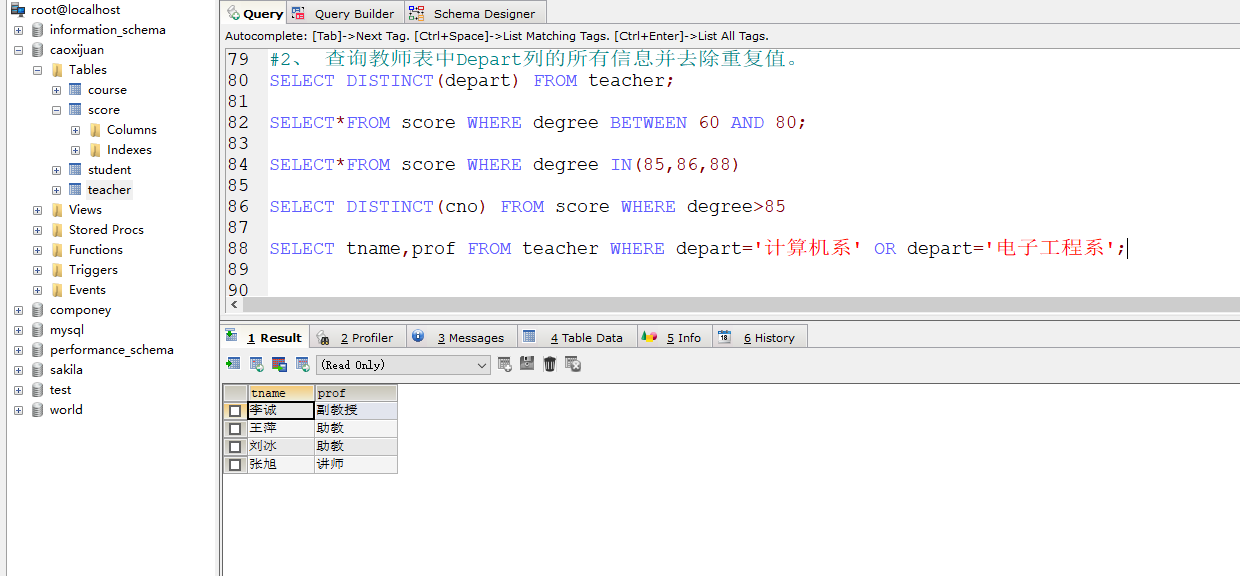 root@localhost
information_schema
caoxijuan
Tables
course
score
Columns
Indexes
student
teacher
Views
Stored Procs
Functions
Triggers
Events
componey
mysql
performance_schema
sakila
test
world
Query Query Builder Schema Designer
Autocomplete: [Tab]->Next Tag. [Ctrl+Space]->List Matching Tags. [Ctrl+Enter]->List All Tags.
79 #2、 查询教师表中Depart列的所有信息并去除重复值。
80 SELECT DISTINCT(depart) FROM teacher;
81
82 SELECT*FROM score WHERE degree BETWEEN 60 AND 80;
83
84 SELECT*FROM score WHERE degree IN(85,86,88)
85
86 SELECT DISTINCT(cno) FROM score WHERE degree>85
87
88 SELECT tname,prof FROM teacher WHERE depart='计算机系' OR depart='电子工程系';
89
90
1 Result 2 Profiler 3 Messages 4 Table Data 5 Info 18 6 History
(Read Only)
tname prof
李诚 副教授
王萍 助教
刘冰 助教
张旭 讲师